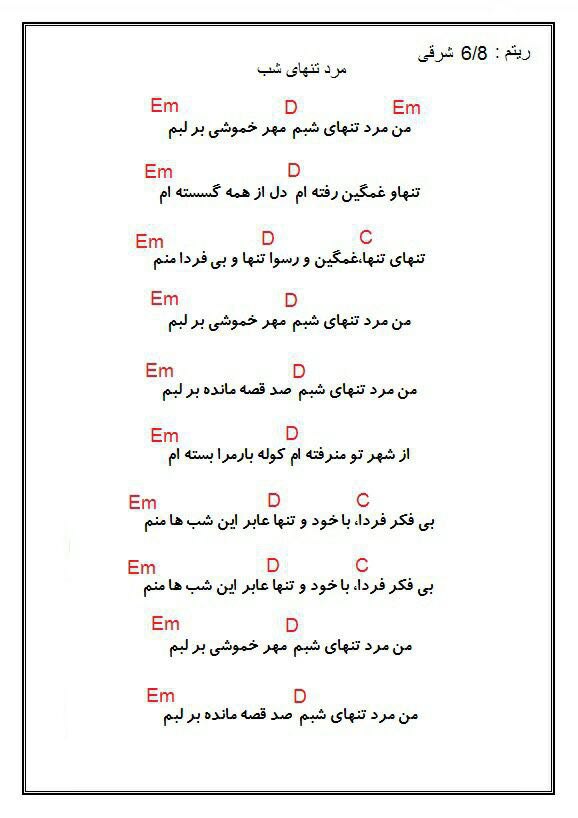 ریتم : 6/8 شرقی
مرد تنهای شب
Em D Em
من مرد تنهای شبم مهر خموشی بر لبم
D Em
تنهاو غمگین رفته ام دل از همه گسسته ام
C D Em
تنهای تنها،غمگین و رسوا تنها و بی فردا منم
D Em
من مرد تنهای شبم مهر خموشی بر لبم
D Em
من مرد تنهای شبم صد قصه مانده بر لبم
D Em
از شهر تو منرفته ام کوله بارمرا بسته ام
C D Em
بی فکر فردا، با خود و تنها عابر این شب ها منم
C D Em
بی فکر فردا، با خود و تنها عابر این شب ها منم
D Em
من مرد تنهای شبم مهر خموشی بر لبم
D Em
من مرد تنهای شبم صد قصه مانده بر لبم